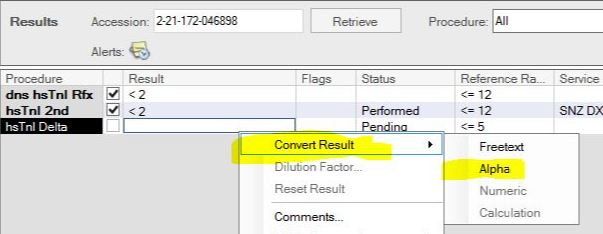 Results Accession: 2-21-172-046898 Retrieve Procedure: All
Alerts:
Procedure Result Flags Status Reference Ra... Service
dns hsTnI Rfx < 2 <= 12
hsTnI 2nd < 2 Performed <= 12 SNZ DX
hsTnI Delta Pending <= 5
Convert Result Freetext
Dilution Factor... Alpha
Reset Result Numeric
Comments... Calculation